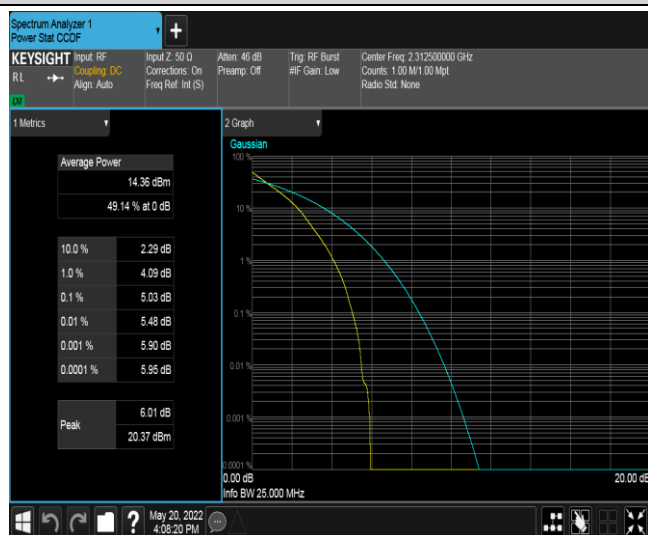 Spectrum Analyzer 1
Power Stat CCDF
+
KEYSIGHT
RL
LXI
Input: RF
Coupling: DC
Align: Auto
Input Z: 50 Ω
Corrections: On
Freq Ref: Int (S)
Atten: 46 dB
Preamp: Off
Trig: RF Burst
#IF Gain: Low
Center Freq: 2.312500000 GHz
Counts: 1.00 M/1.00 Mpt
Radio Std: None
1 Metrics
Average Power
14.36 dBm
49.14 % at 0 dB
10.0 % 2.29 dB
1.0 % 4.09 dB
0.1 % 5.03 dB
0.01 % 5.48 dB
0.001 % 5.90 dB
0.0001 % 5.95 dB
Peak
6.01 dB
20.37 dBm
2 Graph
Gaussian
100 %
10 %
1 %
0.1 %
0.01 %
0.001 %
0.0001 %
0.00 dB
20.00 dB
Info BW 25.000 MHz
?
May 20, 2022
4:08:20 PM